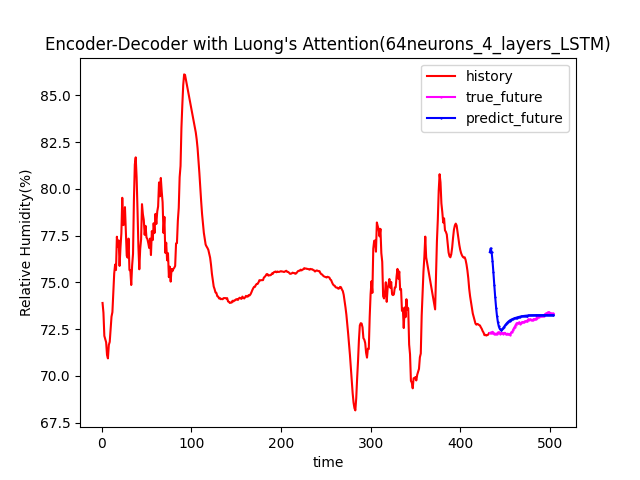 Encoder-Decoder with Luong's Attention(64neurons_4_layers_LSTM)
history
true_future
predict_future
Relative Humidity(%)
85.0
82.5
80.0
77.5
75.0
72.5
70.0
67.5
0 100 200 300 400 500
time